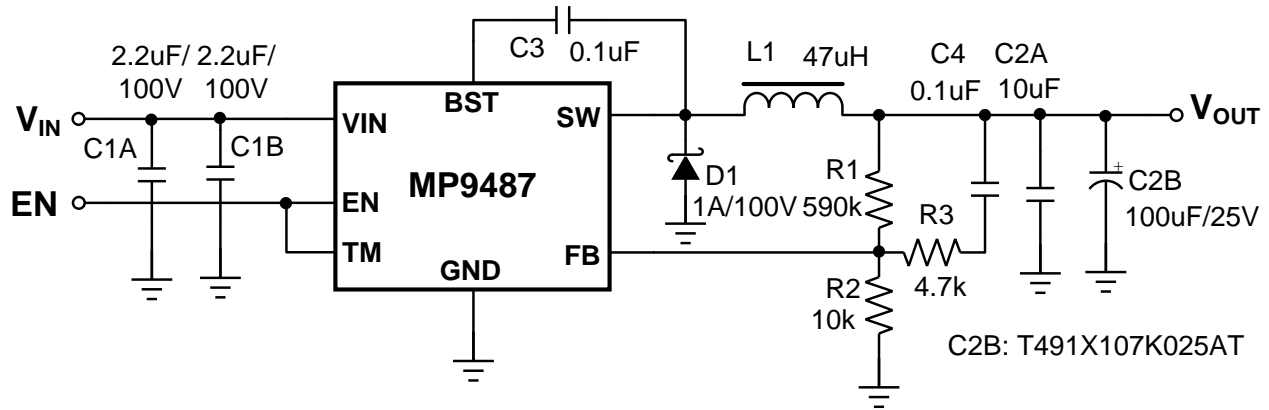 C3
0.1uF
2.2uF/
100V
2.2uF/
100V
L1
47uH
C4
0.1uF
C2A
10uF
VIN
EN
C1A
C1B
BST
VIN
SW
MP9487
EN
TM
GND
FB
D1
1A/100V
R1
590k
R3
4.7k
R2
10k
VOUT
+
C2B
100uF/25V
C2B: T491X107K025AT